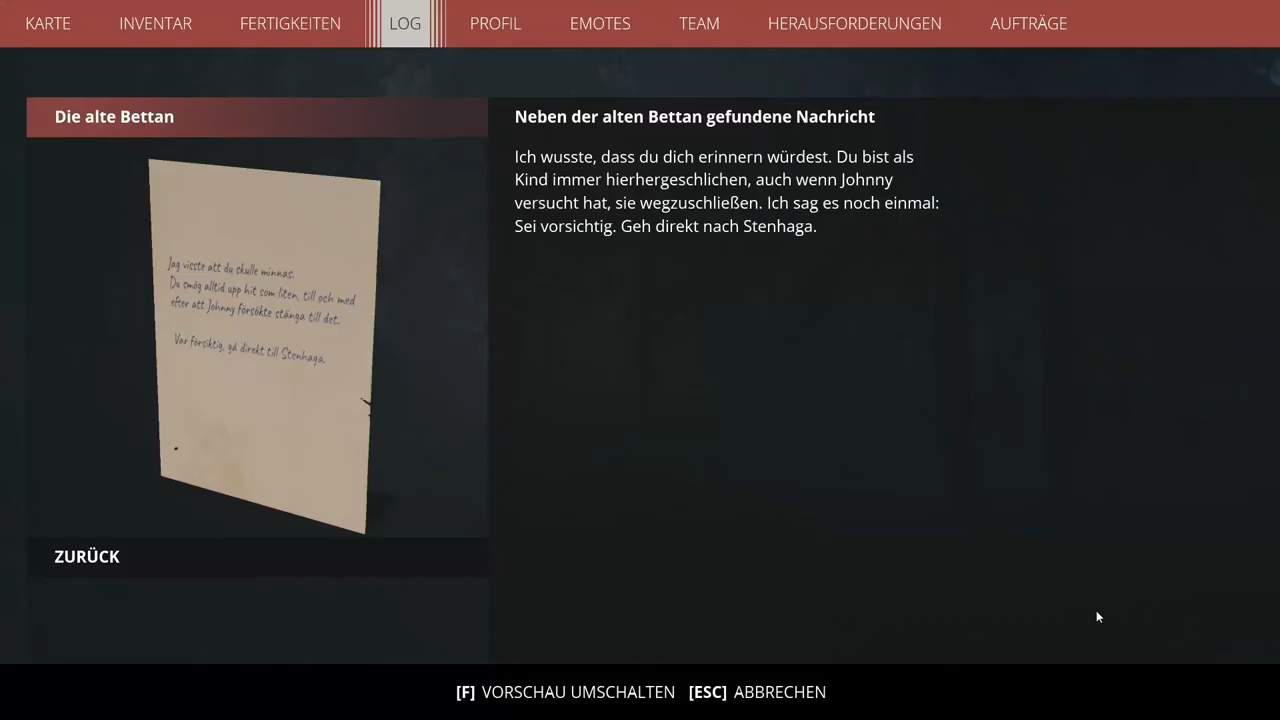 KARTE INVENTAR FERTIGKEITEN LOG PROFIL EMOTES TEAM HERAUSFORDERUNGEN AUFTRÄGE
Die alte Bettan
Jag visste att du skulle minnas.
Du smög alltid upp hit som liten, till och med
efter att Johnny försökte stänga till det.
Var försiktig, gå direkt till Stenhaga.
ZURÜCK
Neben der alten Bettan gefundene Nachricht
Ich wusste, dass du dich erinnern würdest. Du bist als
Kind immer hierhergeschlichen, auch wenn Johnny
versucht hat, sie wegzuschließen. Ich sag es noch einmal:
Sei vorsichtig. Geh direkt nach Stenhaga.
[F] VORSCHAU UMSCHALTEN [ESC] ABBRECHEN